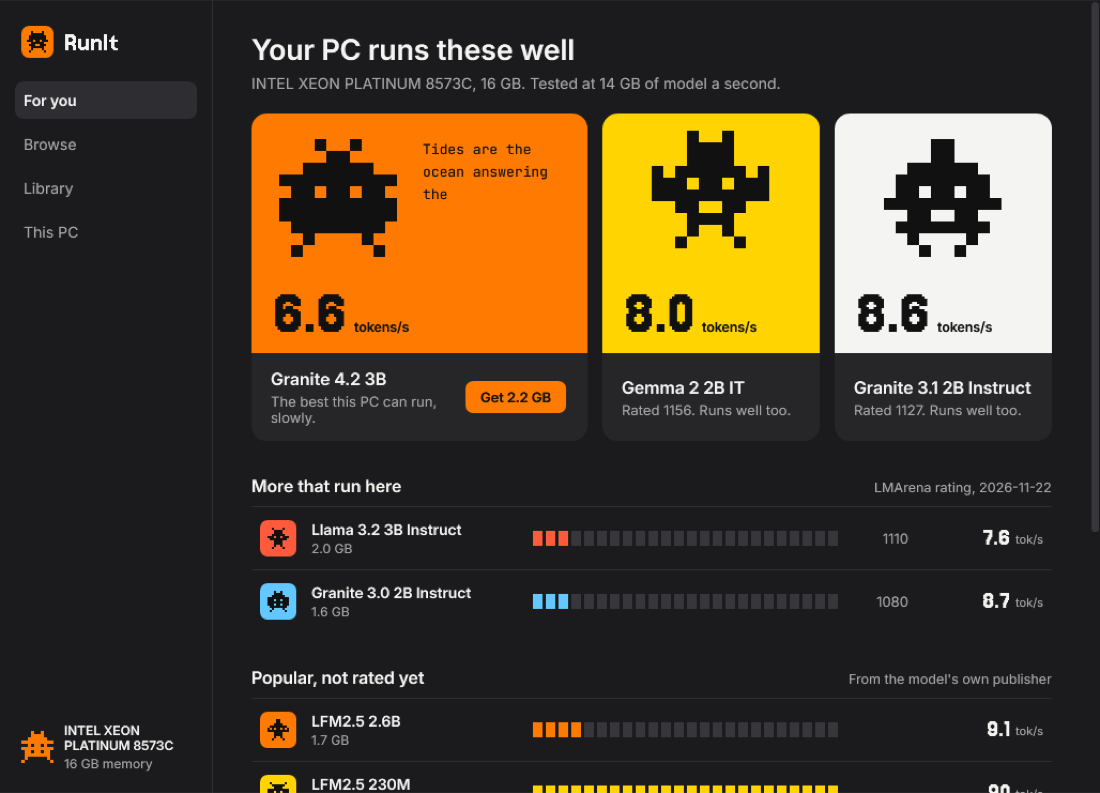 RunIt
For you
Browse
Library
This PC
INTEL XEON
PLATINUM 8573C
16 GB memory
Your PC runs these well
INTEL XEON PLATINUM 8573C, 16 GB. Tested at 14 GB of model a second.
Tides are the
ocean answering
the
6.6 tokens/s
Granite 4.2 3B
The best this PC can run,
slowly.
Get 2.2 GB
8.0 tokens/s
Gemma 2 2B IT
Rated 1156. Runs well too.
8.6 tokens/s
Granite 3.1 2B Instruct
Rated 1127. Runs well too.
More that run here
LMArena rating, 2026-11-22
Llama 3.2 3B Instruct
2.0 GB
1110
7.6 tok/s
Granite 3.0 2B Instruct
1.6 GB
1080
8.7 tok/s
Popular, not rated yet
From the model's own publisher
LFM2.5 2.6B
1.7 GB
9.1 tok/s
LFM2.5 230M